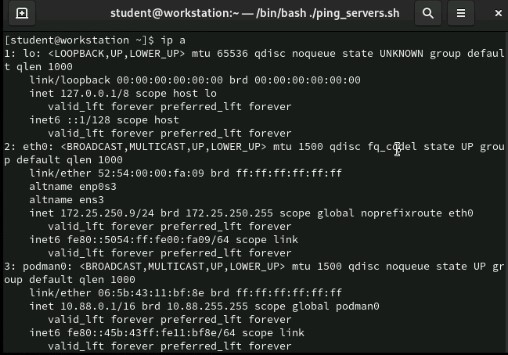 student@workstation:~ — /bin/bash ./ping_servers.sh
[student@workstation ~]$ ip a
1: lo: <LOOPBACK,UP,LOWER_UP> mtu 65536 qdisc noqueue state UNKNOWN group defaul
t qlen 1000
    link/loopback 00:00:00:00:00:00 brd 00:00:00:00:00:00
    inet 127.0.0.1/8 scope host lo
       valid_lft forever preferred_lft forever
    inet6 ::1/128 scope host
       valid_lft forever preferred_lft forever
2: eth0: <BROADCAST,MULTICAST,UP,LOWER_UP> mtu 1500 qdisc fq_codel state UP grou
p default qlen 1000
    link/ether 52:54:00:00:fa:09 brd ff:ff:ff:ff:ff:ff
    altname enp0s3
    altname ens3
    inet 172.25.250.9/24 brd 172.25.250.255 scope global noprefixroute eth0
       valid_lft forever preferred_lft forever
    inet6 fe80::5054:ff:fe00:fa09/64 scope link
       valid_lft forever preferred_lft forever
3: podman0: <BROADCAST,MULTICAST,UP,LOWER_UP> mtu 1500 qdisc noqueue state UP gr
oup default qlen 1000
    link/ether 06:5b:43:11:bf:8e brd ff:ff:ff:ff:ff:ff
    inet 10.88.0.1/16 brd 10.88.255.255 scope global podman0
       valid_lft forever preferred_lft forever
    inet6 fe80::45b:43ff:fe11:bf8e/64 scope link
       valid_lft forever preferred_lft forever